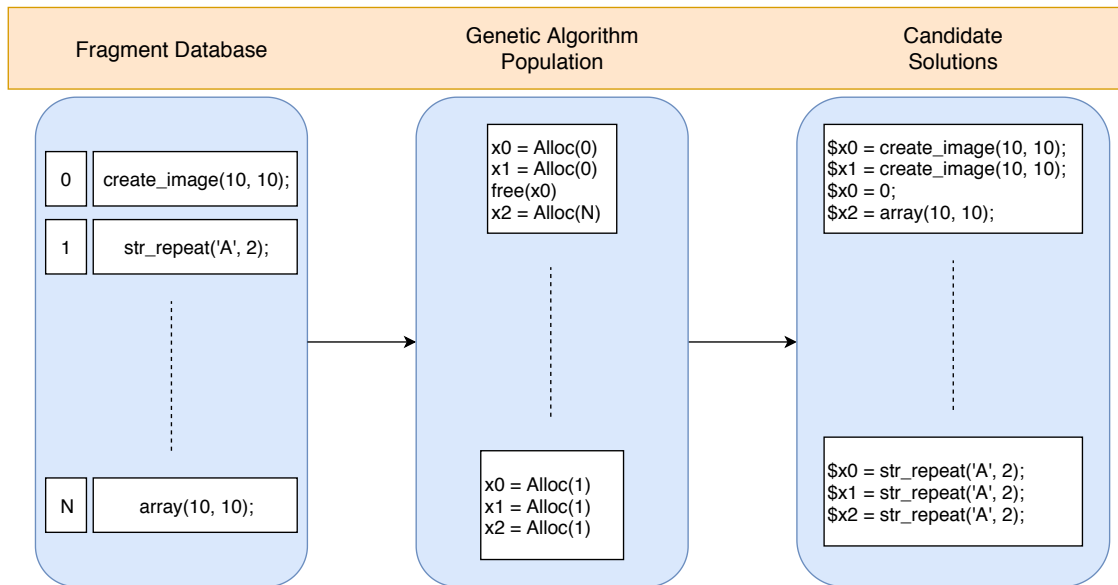 Fragment Database
Genetic Algorithm
Population
Candidate
Solutions
0
create_image(10, 10);
1
str_repeat('A', 2);
N
array(10, 10);
x0 = Alloc(0)
x1 = Alloc(0)
free(x0)
x2 = Alloc(N)
x0 = Alloc(1)
x1 = Alloc(1)
x2 = Alloc(1)
$x0 = create_image(10, 10);
$x1 = create_image(10, 10);
$x0 = 0;
$x2 = array(10, 10);
$x0 = str_repeat('A', 2);
$x1 = str_repeat('A', 2);
$x2 = str_repeat('A', 2);